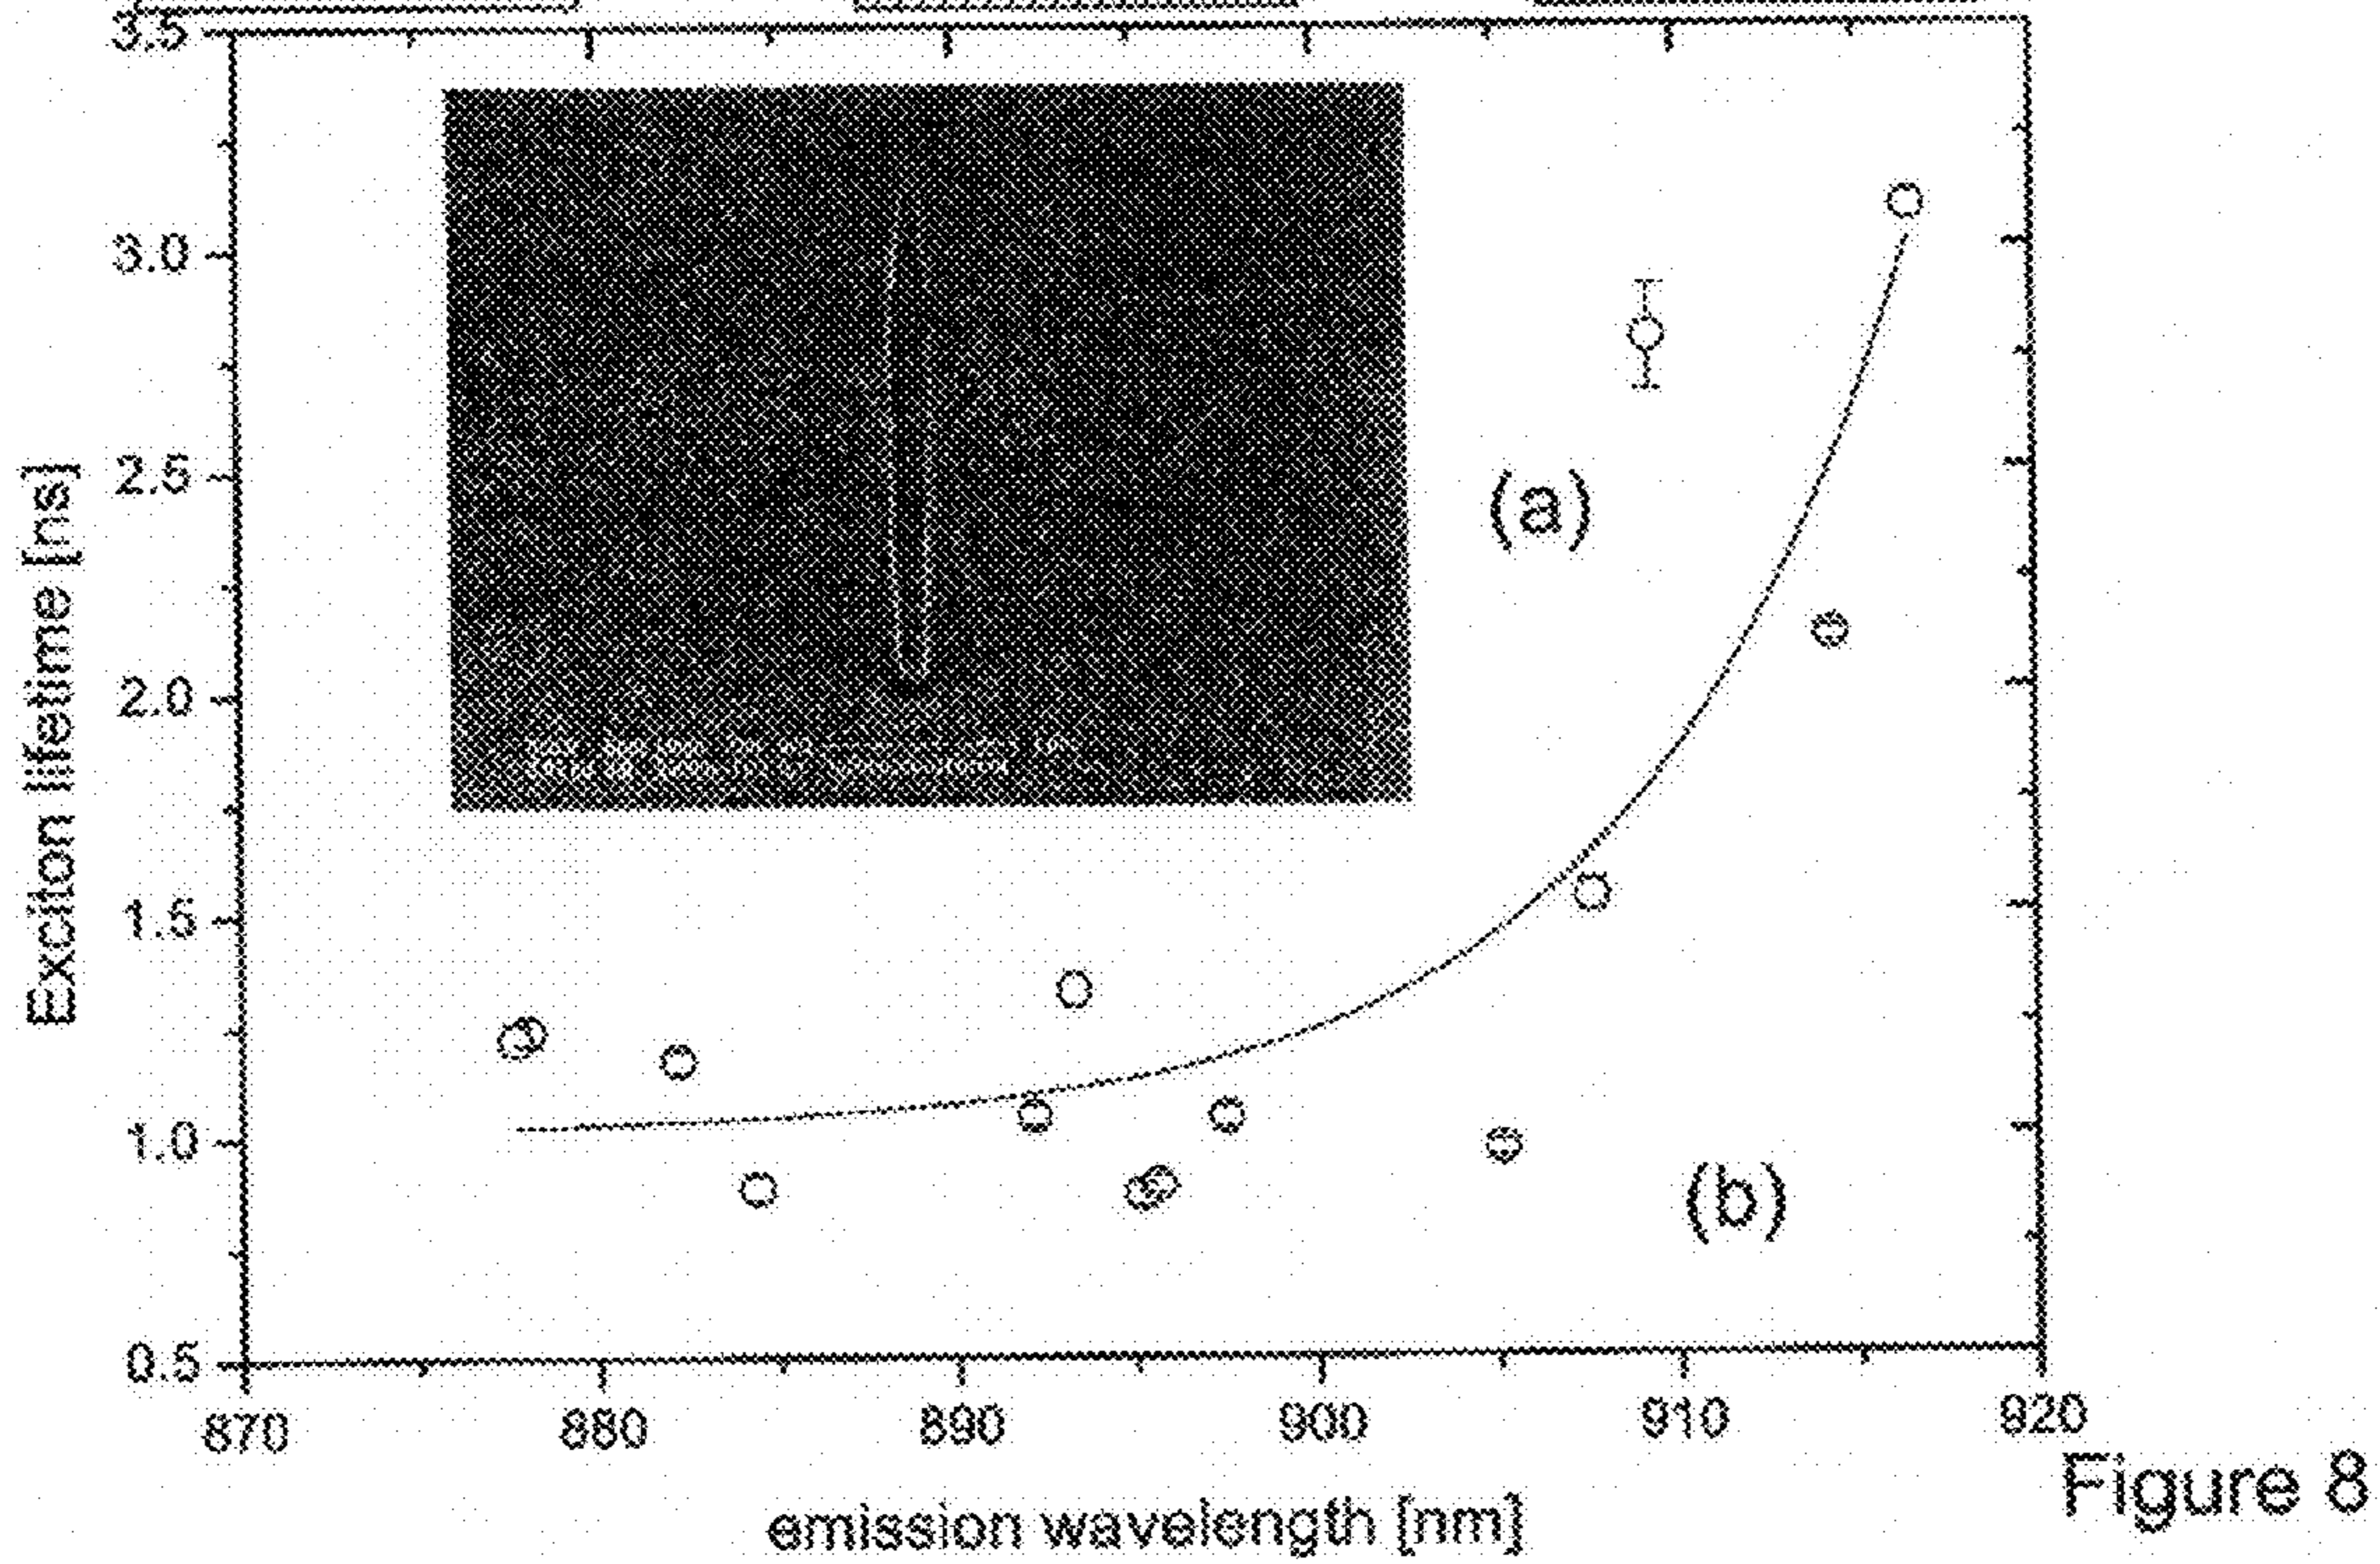 3.5
3.0
2.5
2.0
1.5
1.0
0.5
Exciton lifetime [ns]
(a)
(b)
870 880 890 900 910 920
emission wavelength [nm]
Figure 8